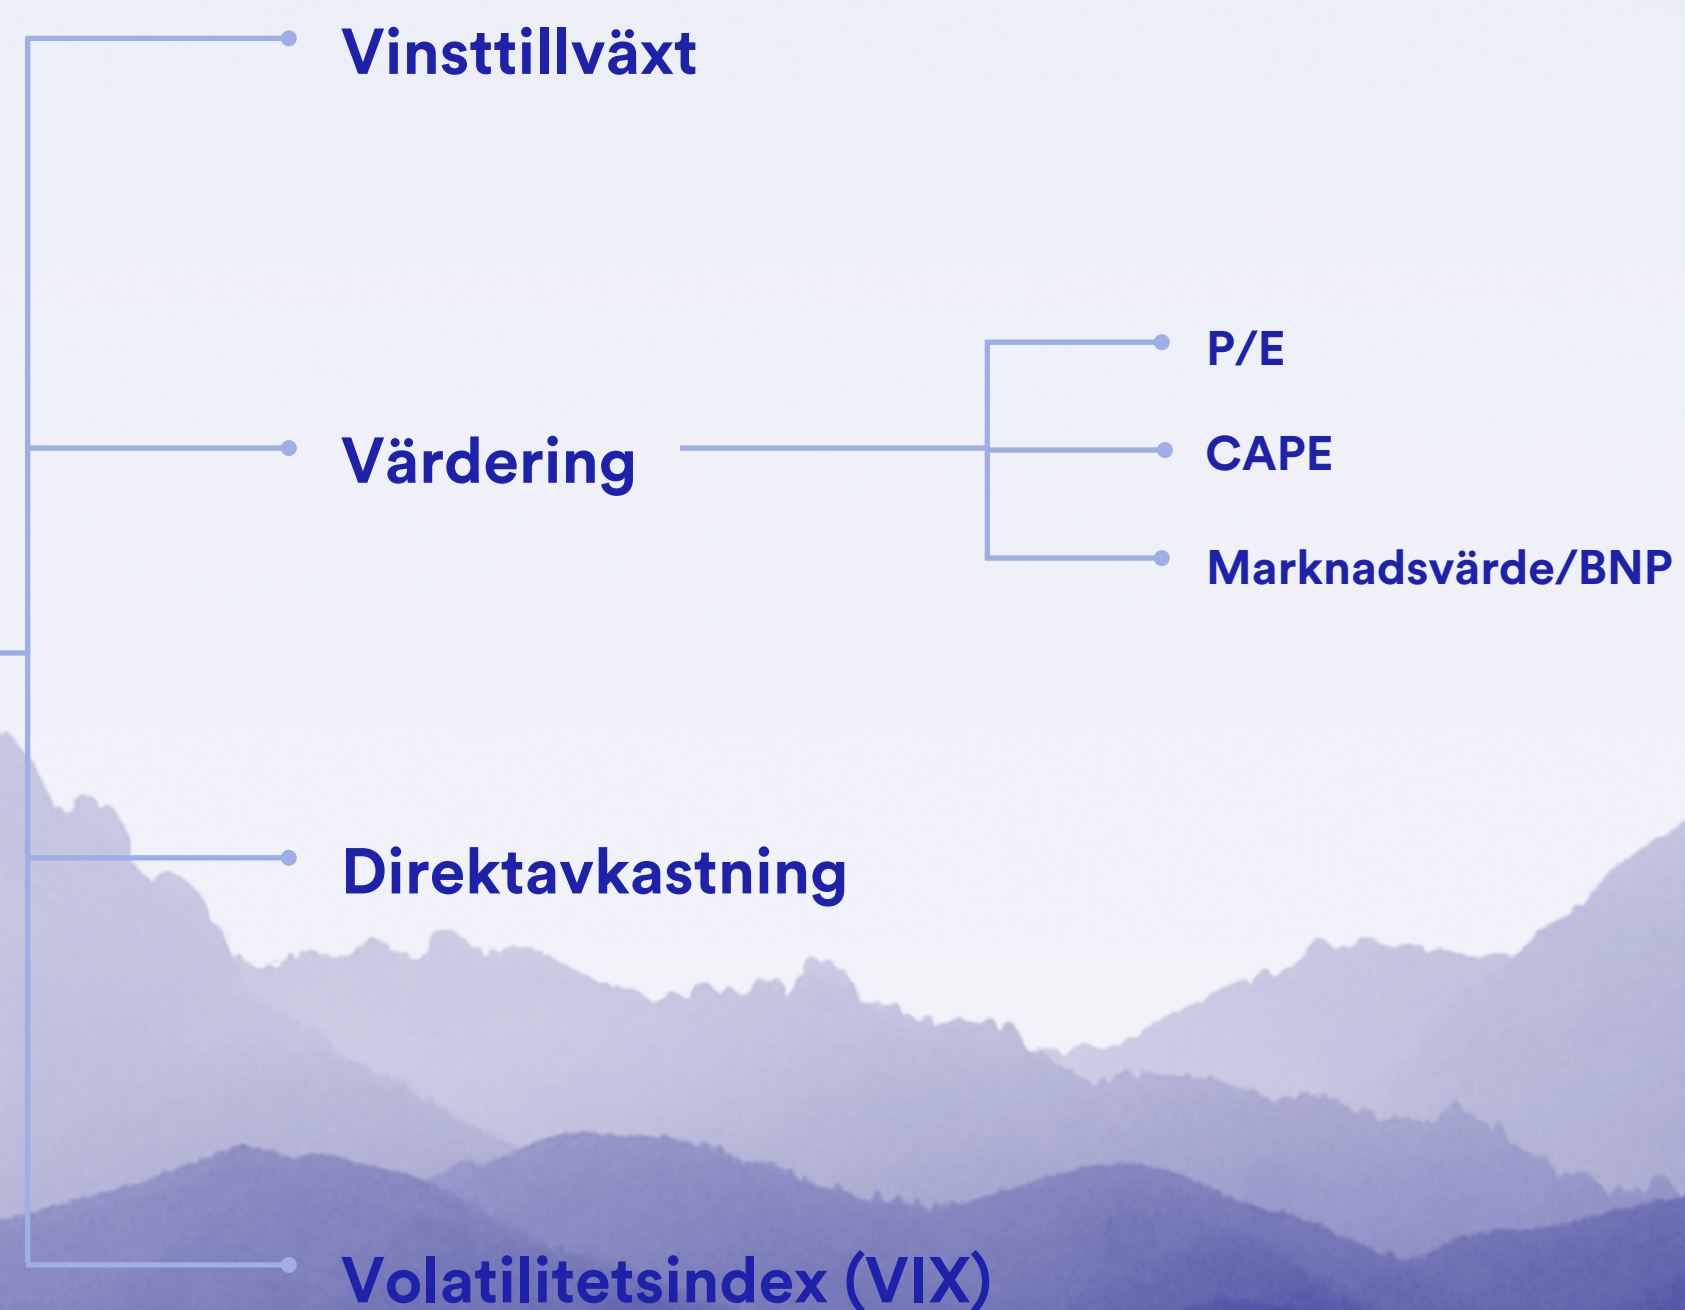 Vinsttillväxt
Värdering
P/E
CAPE
Marknadsvärde/BNP
Direktavkastning
Volatilitetsindex (VIX)